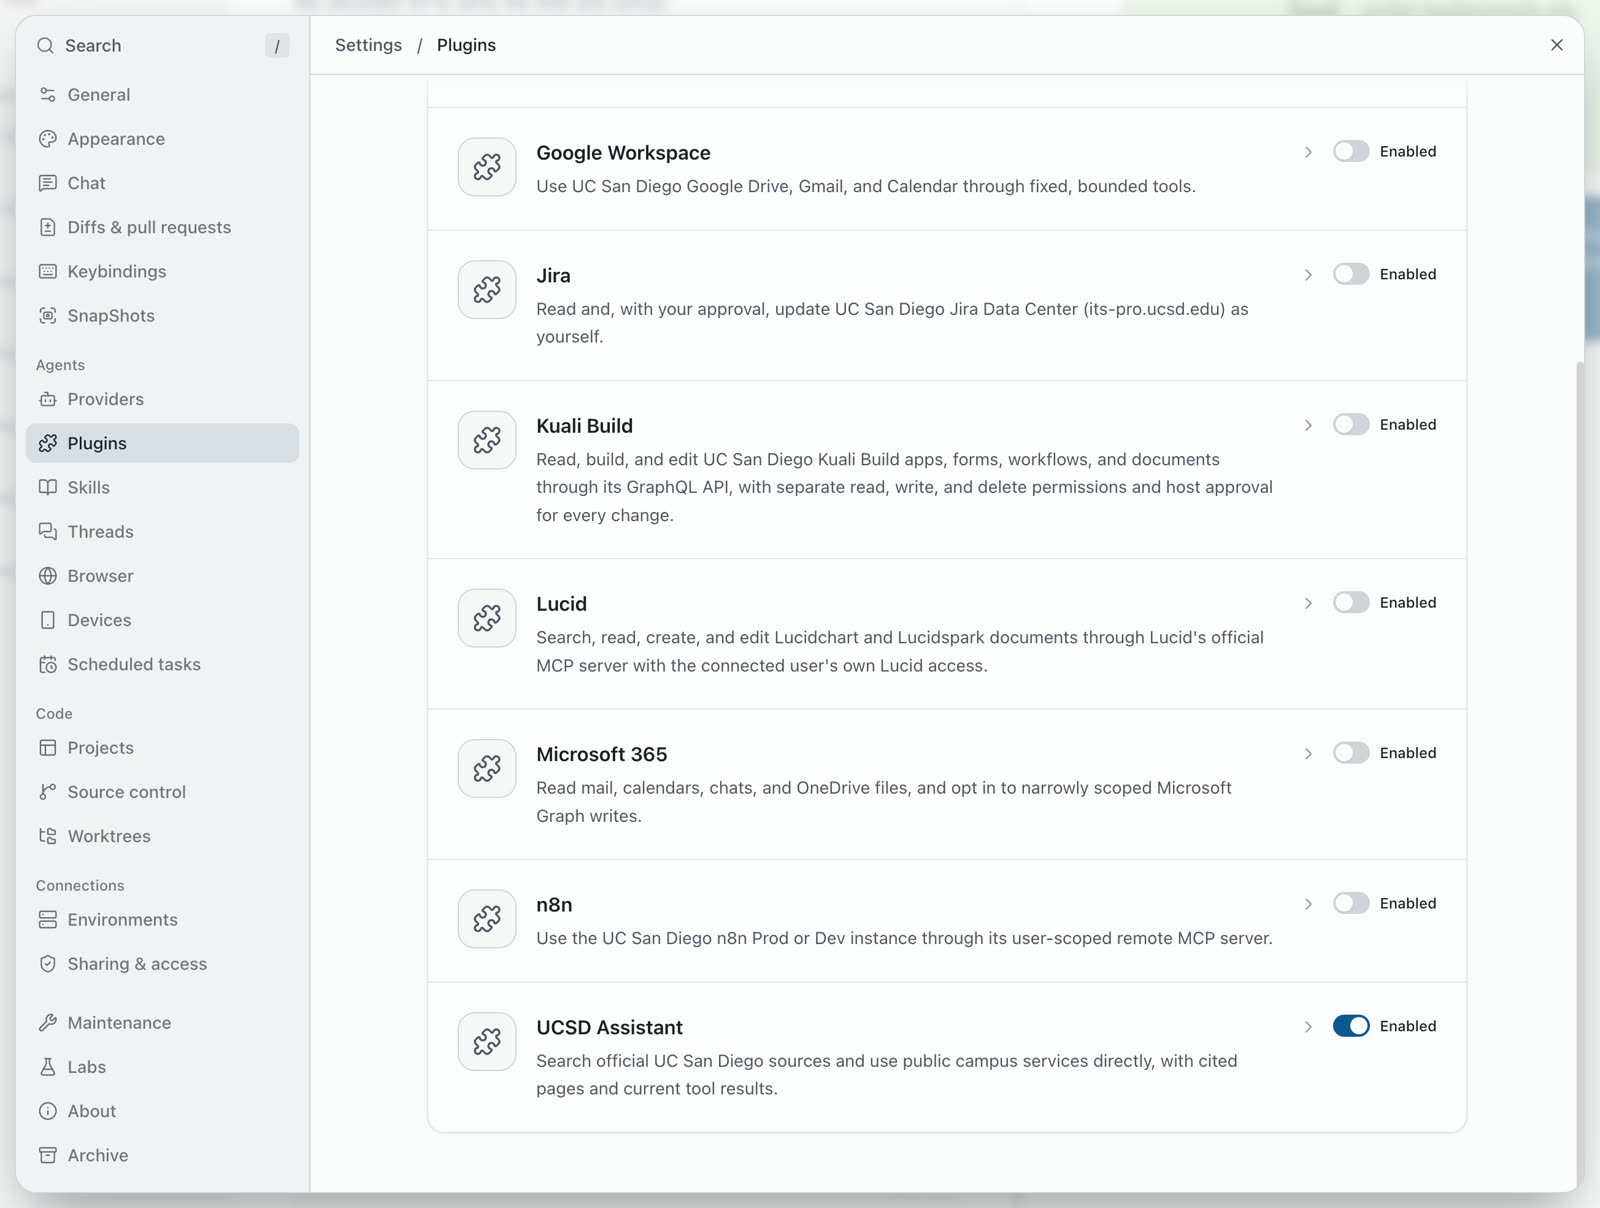 Search
/
Settings / Plugins
General
Appearance
Chat
Diffs & pull requests
Keybindings
SnapShots
Agents
Providers
Plugins
Skills
Threads
Browser
Devices
Scheduled tasks
Code
Projects
Source control
Worktrees
Connections
Environments
Sharing & access
Maintenance
Labs
About
Archive
Google Workspace
Enabled
Use UC San Diego Google Drive, Gmail, and Calendar through fixed, bounded tools.
Jira
Enabled
Read and, with your approval, update UC San Diego Jira Data Center (its-pro.ucsd.edu) as
yourself.
Kuali Build
Enabled
Read, build, and edit UC San Diego Kuali Build apps, forms, workflows, and documents
through its GraphQL API, with separate read, write, and delete permissions and host approval
for every change.
Lucid
Enabled
Search, read, create, and edit Lucidchart and Lucidspark documents through Lucid's official
MCP server with the connected user's own Lucid access.
Microsoft 365
Enabled
Read mail, calendars, chats, and OneDrive files, and opt in to narrowly scoped Microsoft
Graph writes.
n8n
Enabled
Use the UC San Diego n8n Prod or Dev instance through its user-scoped remote MCP server.
UCSD Assistant
Enabled
Search official UC San Diego sources and use public campus services directly, with cited
pages and current tool results.